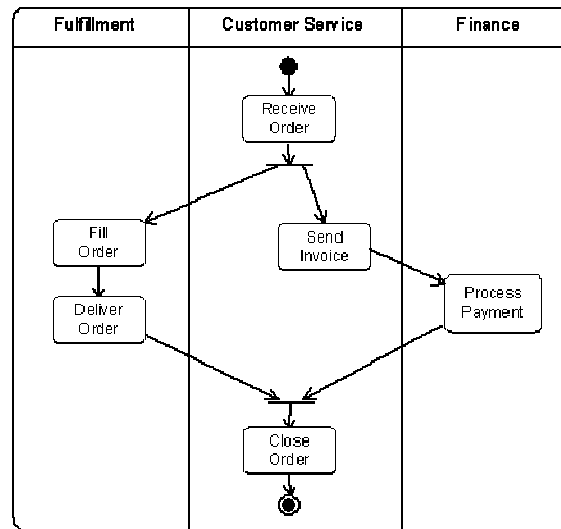 Fulfillment
Customer Service
Finance
Receive
Order
Fill
Order
Send
Invoice
Deliver
Order
Process
Payment
Close
Order